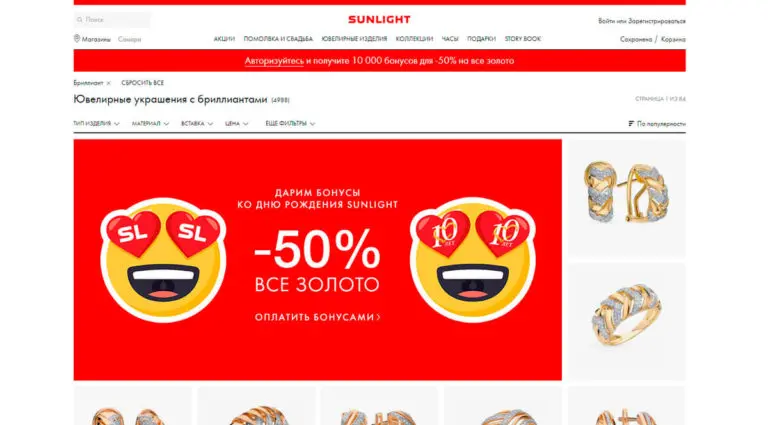 Поиск
SUNLIGHT
Войти или Зарегистрироваться
Магазины Самара
АКЦИИ ПОМОЛВКА И СВАДЬБА ЮВЕЛИРНЫЕ ИЗДЕЛИЯ КОЛЛЕКЦИИ ЧАСЫ ПОДАРКИ STORY BOOK
Сохранена / Корзина
Авторизуйтесь и получите 10 000 бонусов для -50% на все золото
Бриллиант × СБРОСИТЬ ВСЕ
Ювелирные украшения с бриллиантами (4988)
СТРАНИЦА 1 ИЗ 84
ТИП ИЗДЕЛИЯ МАТЕРИАЛ ВСТАВКА ЦЕНА ЕЩЕ ФИЛЬТРЫ
По популярности
ДАРИМ БОНУСЫ
КО ДНЮ РОЖДЕНИЯ SUNLIGHT
SL SL
-50%
ВСЕ ЗОЛОТО
ОПЛАТИТЬ БОНУСАМИ >
10 ЛЕТ 10 ЛЕТ